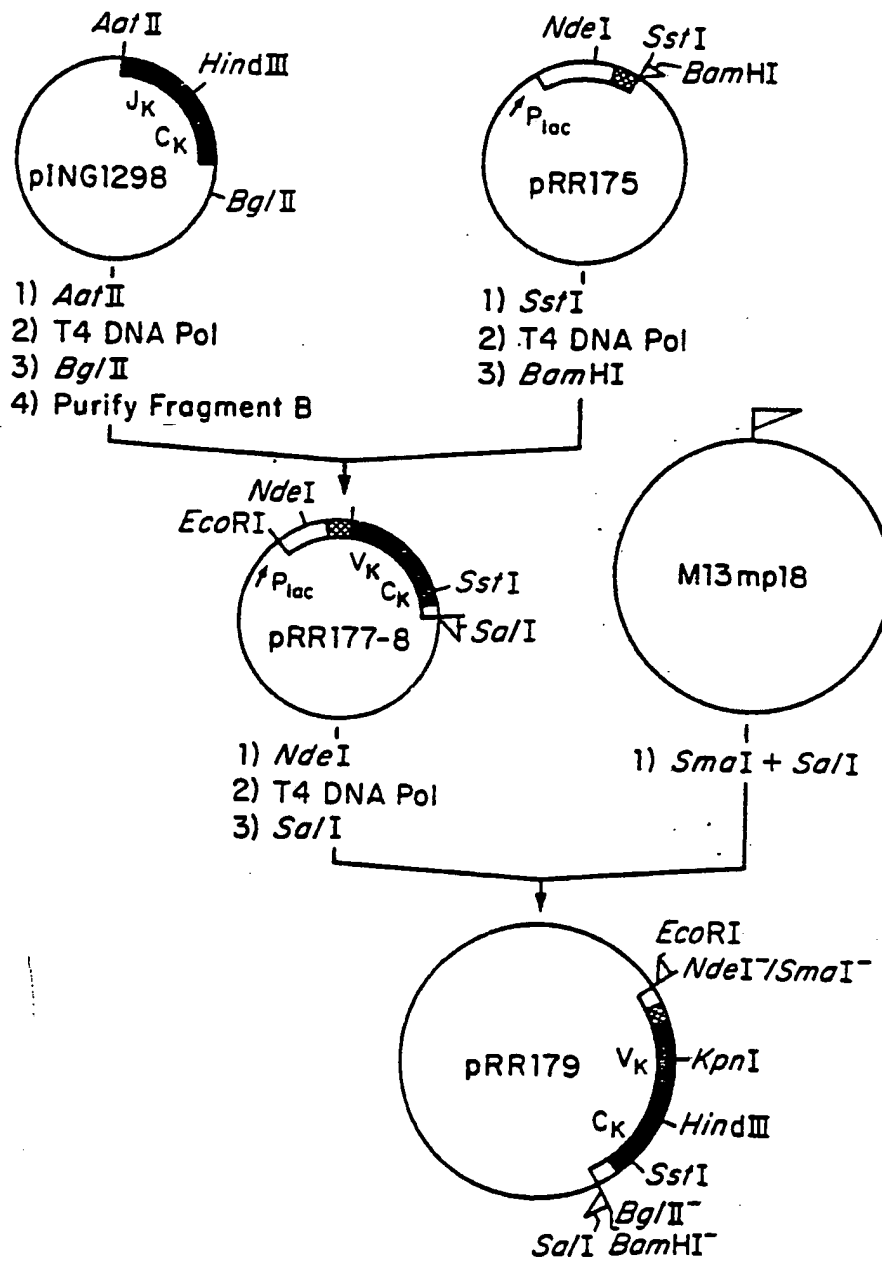 AatII
HindIII
JK
CK
pING1298
BglII
NdeI
SstI
BamHI
Plac
pRR175
1) AatII
2) T4 DNA Pol
3) BglII
4) Purify Fragment B
1) SstI
2) T4 DNA Pol
3) BamHI
NdeI
EcoRI
Plac
VK
CK
SstI
SalI
pRR177-8
M13mp18
1) NdeI
2) T4 DNA Pol
3) SalI
1) SmaI + SalI
EcoRI
NdeI⁻/SmaI⁻
pRR179
VK
KpnI
CK
HindIII
SstI
BglII⁻
SalI BamHI⁻